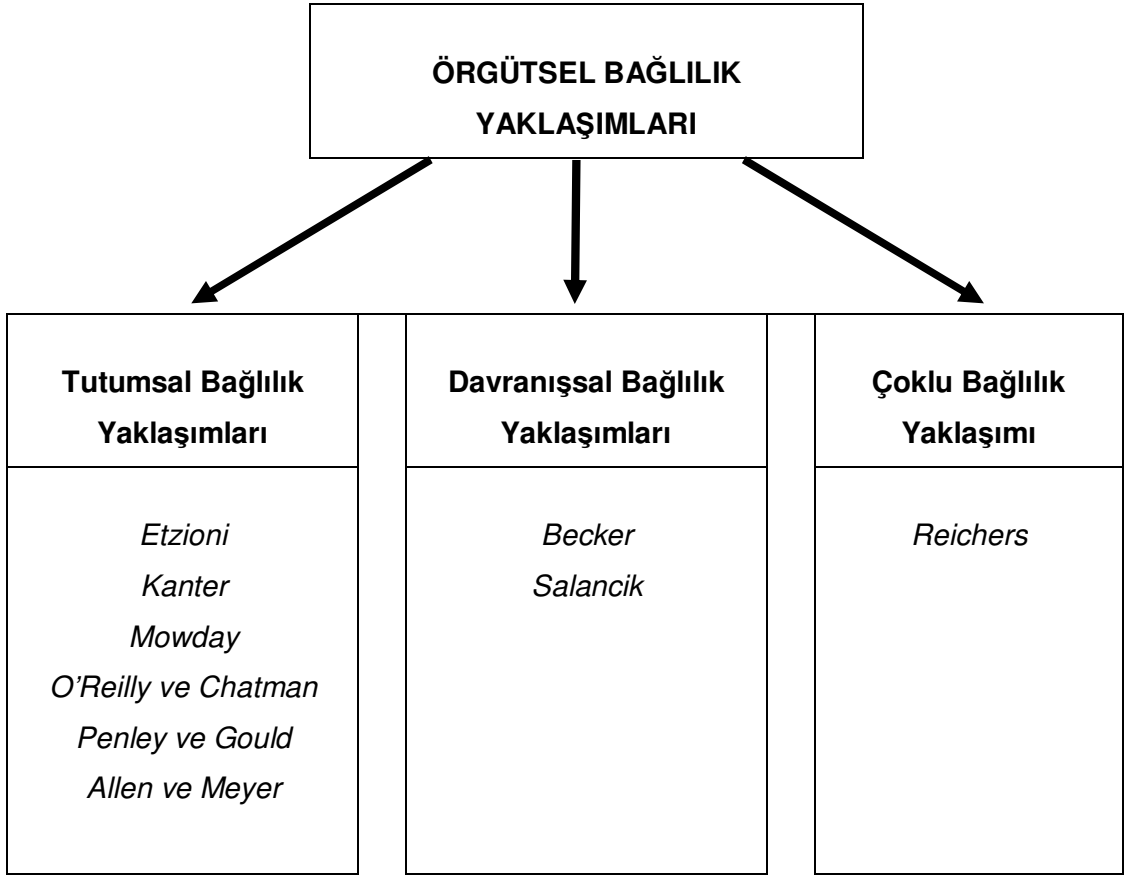 ÖRGÜTSEL BAĞLILIK
YAKLAŞIMLARI
Tutumsal Bağlılık
Yaklaşımları
Etzioni
Kanter
Mowday
O'Reilly ve Chatman
Penley ve Gould
Allen ve Meyer
Davranışsal Bağlılık
Yaklaşımları
Becker
Salancik
Çoklu Bağlılık
Yaklaşımı
Reichers